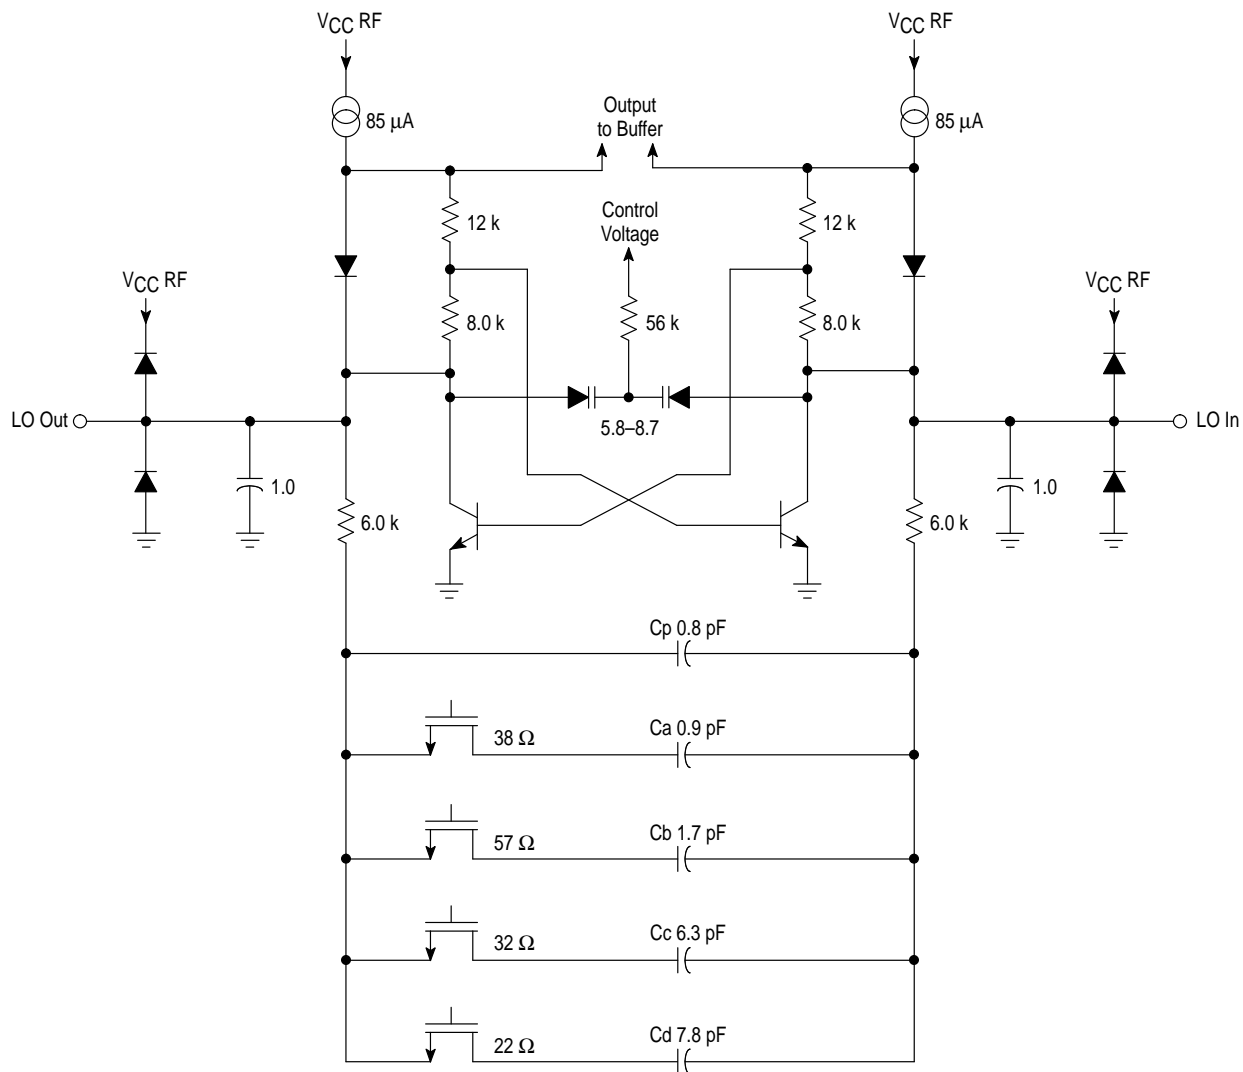 VCC RF
VCC RF
85 μA
Output
to Buffer
85 μA
12 k
Control
Voltage
12 k
VCC RF
VCC RF
8.0 k
56 k
8.0 k
LO Out
5.8–8.7
LO In
1.0
6.0 k
6.0 k
1.0
Cp 0.8 pF
38 Ω
Ca 0.9 pF
57 Ω
Cb 1.7 pF
32 Ω
Cc 6.3 pF
22 Ω
Cd 7.8 pF